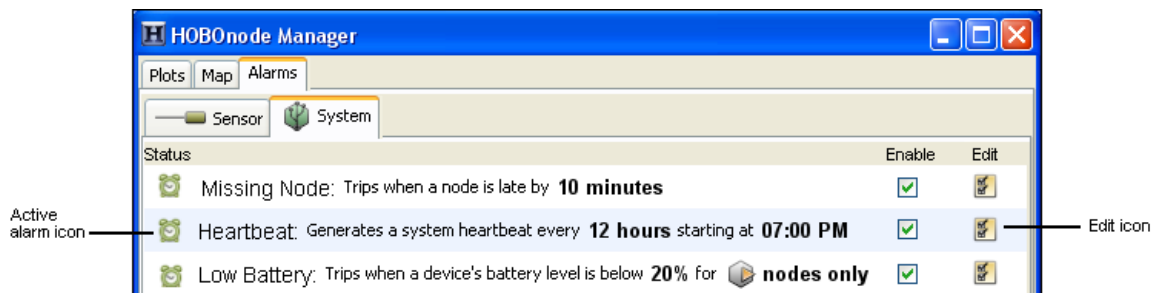 HOBOnode Manager
Plots Map Alarms
Sensor System
Status Enable Edit
Missing Node: Trips when a node is late by 10 minutes
Active
alarm icon
Heartbeat: Generates a system heartbeat every 12 hours starting at 07:00 PM
Edit icon
Low Battery: Trips when a device's battery level is below 20% for nodes only